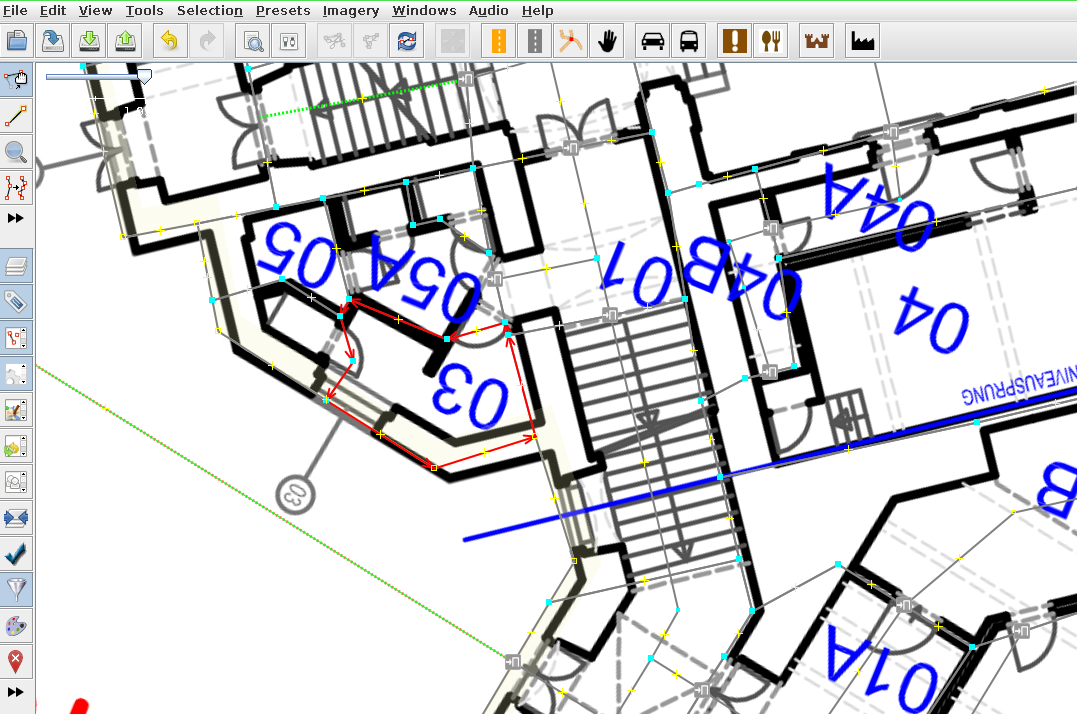 File Edit View Tools Selection Presets Imagery Windows Audio Help
04A
05
05A
01
04B
04
03
NIVEAUSPRUNG
03
B
01A